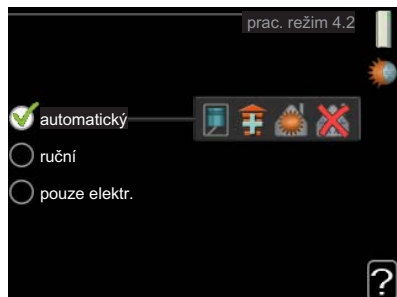 prac. režim 4.2
automatický
ruční
pouze elektr.
?